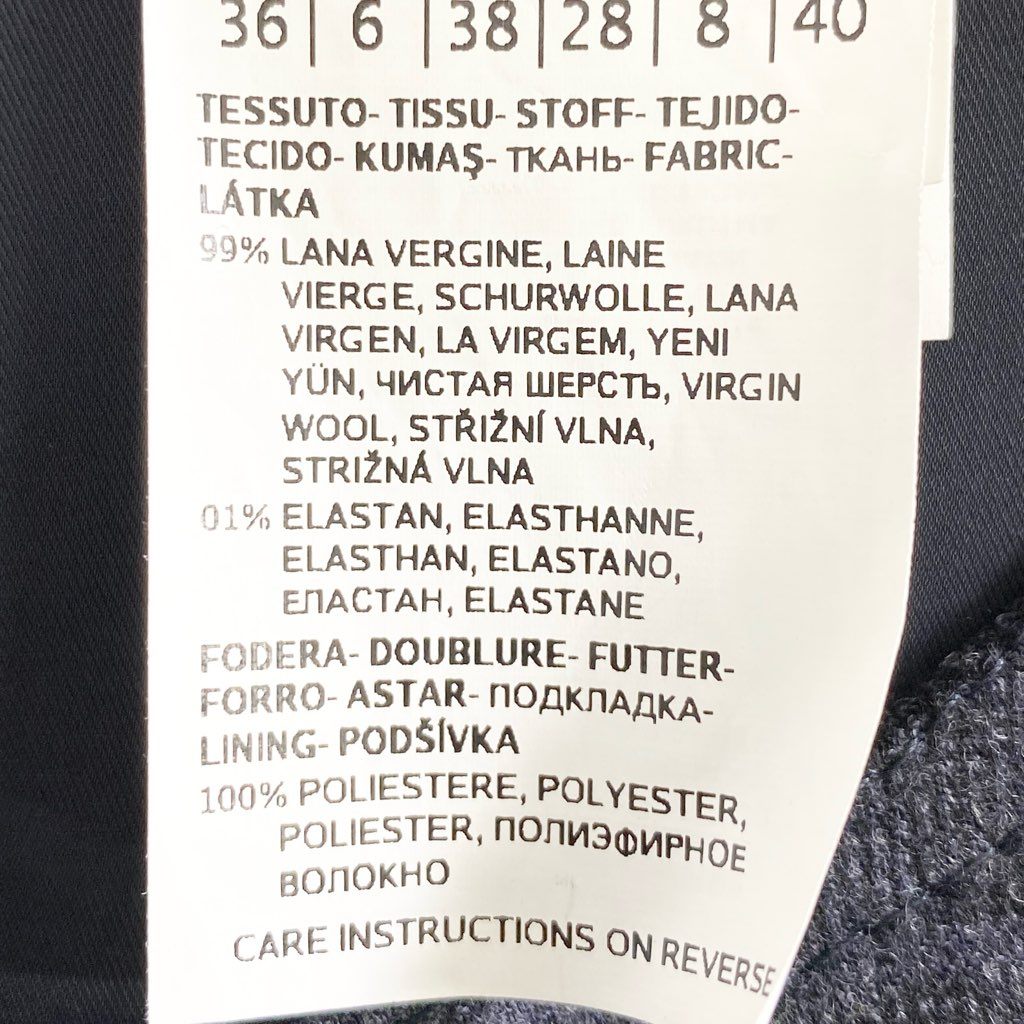 36 | 6 | 38 | 28 | 8 | 40
TESSUTO- TISSU- STOFF- TEJIDO-
TECIDO- KUMAŞ- ТКАНЬ- FABRIC-
LÁTKA
99% LANA VERGINE, LAINE
VIERGE, SCHURWOLLE, LANA
VIRGEN, LA VIRGEM, YENI
YÜN, ЧИСТАЯ ШЕРСТЬ, VIRGIN
WOOL, STŘIŽNÍ VLNA,
STRIŽNÁ VLNA
01% ELASTAN, ELASTHANNE,
ELASTHAN, ELASTANO,
ЕЛАСТАН, ELASTANE
FODERA- DOUBLURE- FUTTER-
FORRO- ASTAR- ПОДКЛАДКА-
LINING- PODŠÍVKA
100% POLIESTERE, POLYESTER,
POLIESTER, ПОЛИЭФИРНОЕ
ВОЛОКНО
CARE INSTRUCTIONS ON REVERSE